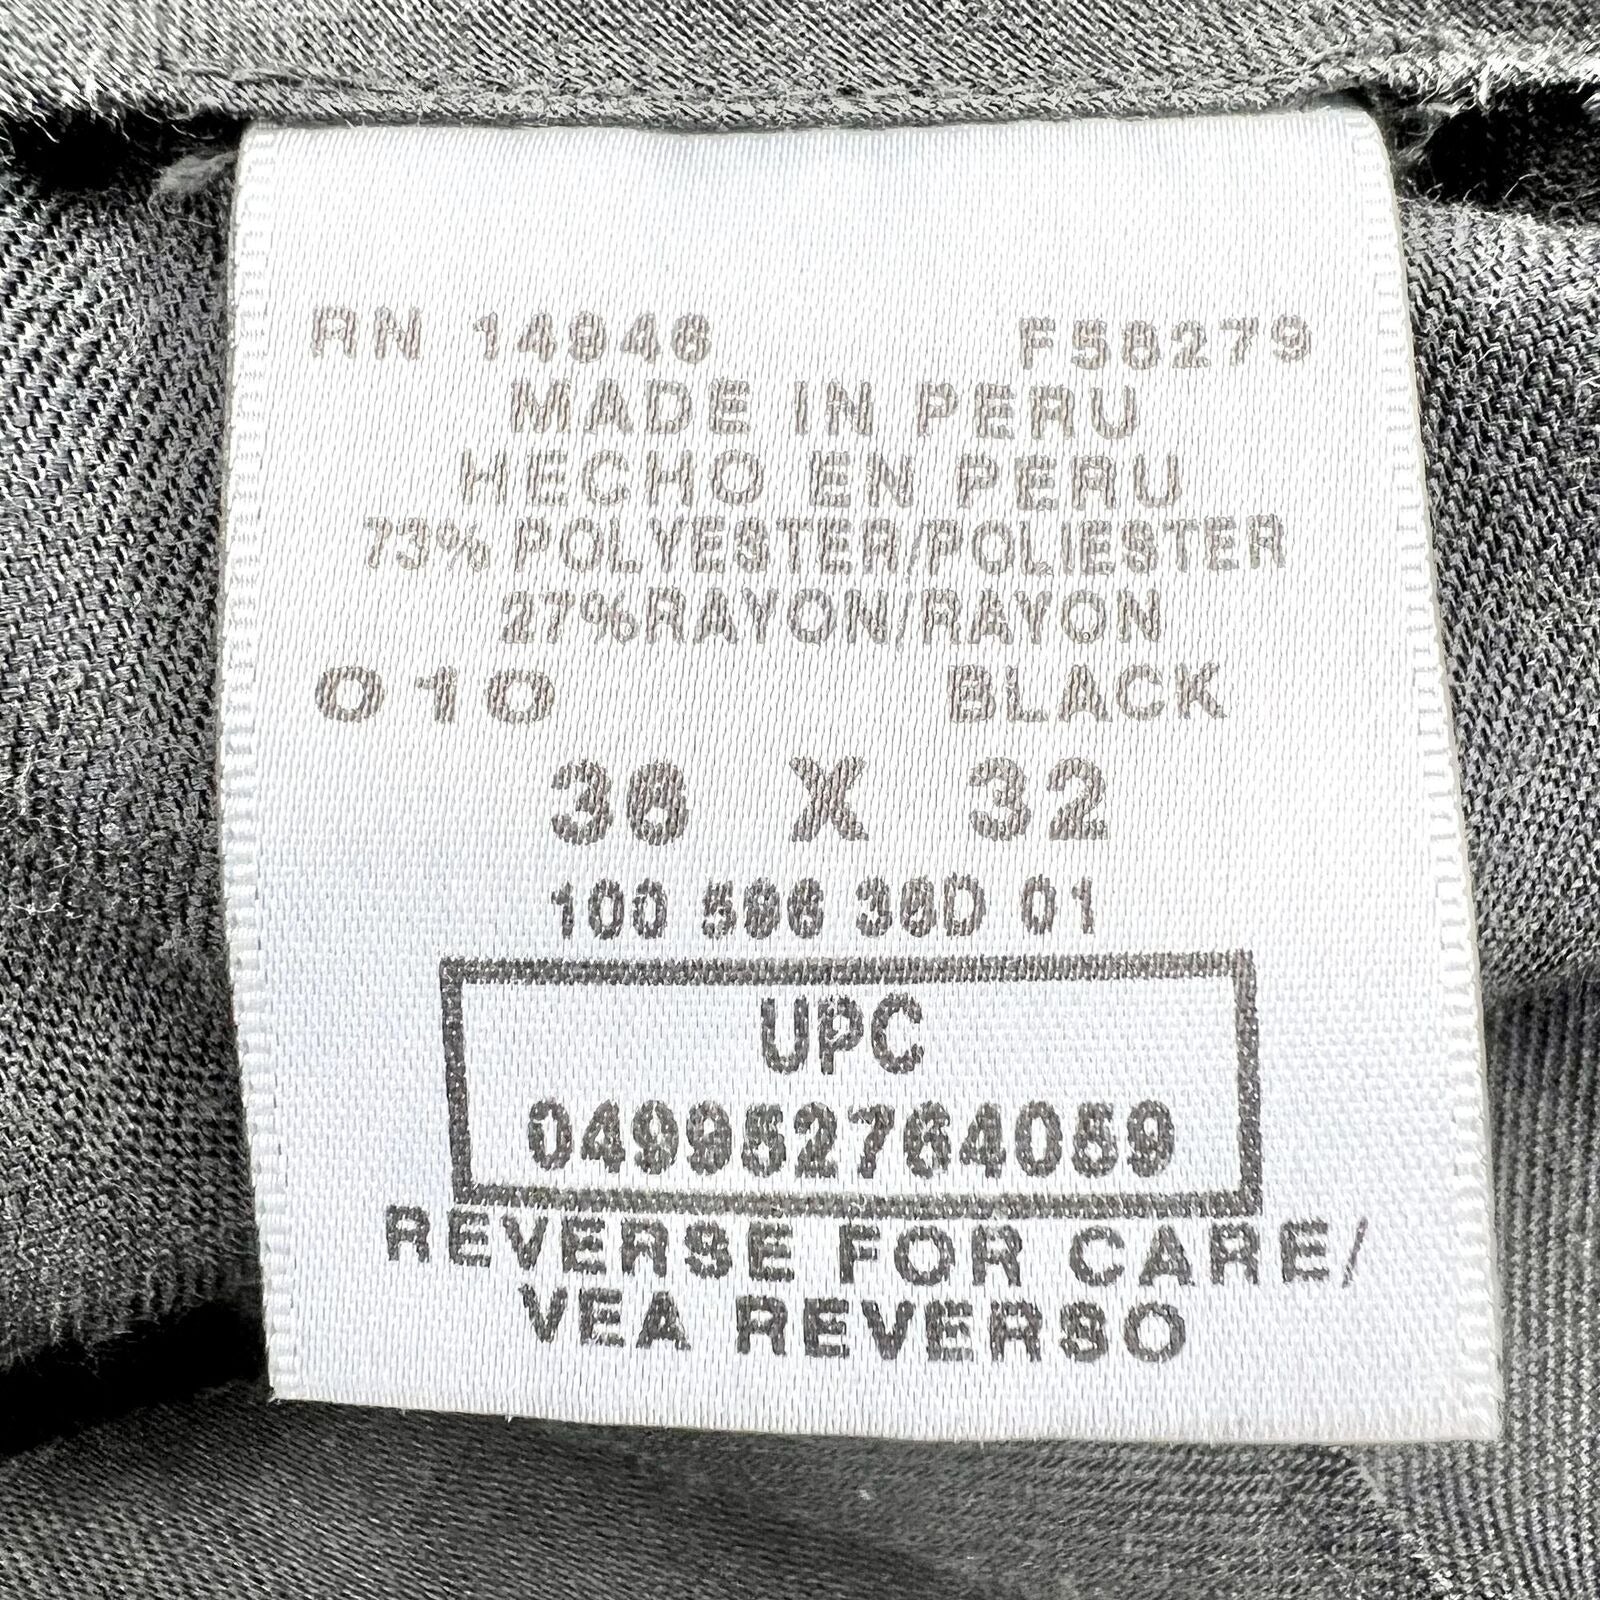 RN 14946 F58279
MADE IN PERU
HECHO EN PERU
73% POLYESTER/POLIESTER
27% RAYON/RAYON
010 BLACK
36 X 32
100 596 36D 01
UPC
049952764059
REVERSE FOR CARE/
VEA REVERSO